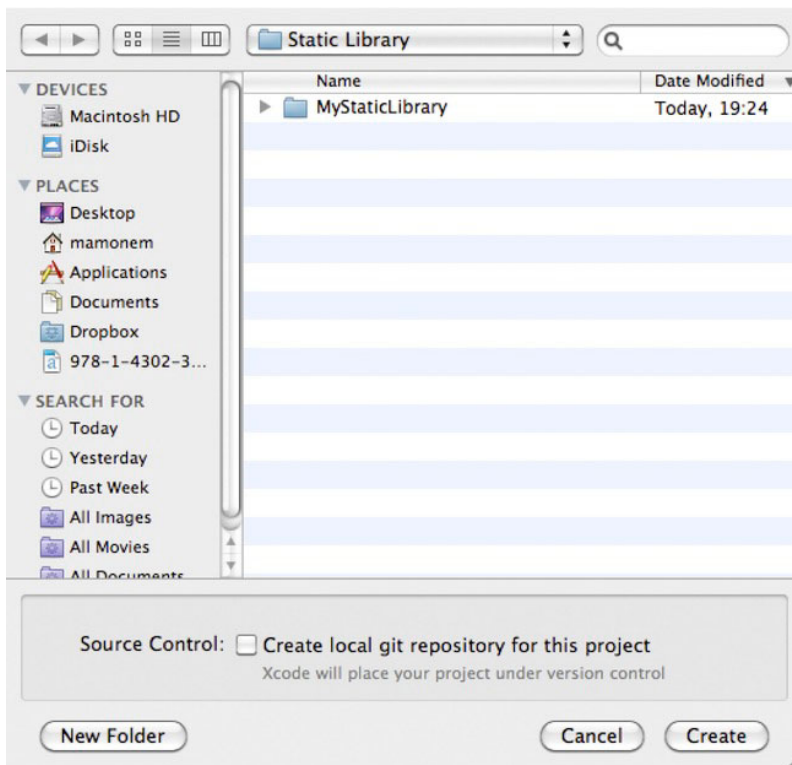 Static Library
Name Date Modified
MyStaticLibrary Today, 19:24
DEVICES
Macintosh HD
iDisk
PLACES
Desktop
mamonem
Applications
Documents
Dropbox
978-1-4302-3...
SEARCH FOR
Today
Yesterday
Past Week
All Images
All Movies
All Documents
Source Control: Create local git repository for this project
Xcode will place your project under version control
New Folder Cancel Create